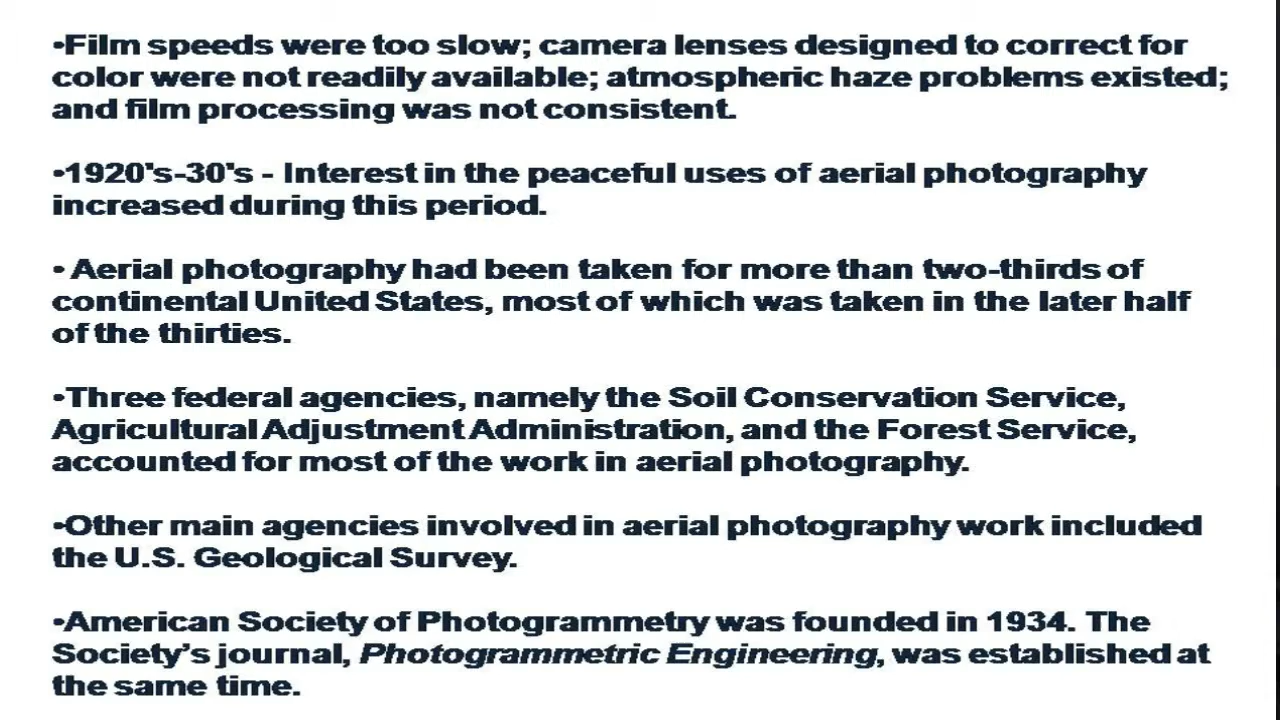 •Film speeds were too slow; camera lenses designed to correct for
color were not readily available; atmospheric haze problems existed;
and film processing was not consistent.
•1920's-30's - Interest in the peaceful uses of aerial photography
increased during this period.
• Aerial photography had been taken for more than two-thirds of
continental United States, most of which was taken in the later half
of the thirties.
•Three federal agencies, namely the Soil Conservation Service,
Agricultural Adjustment Administration, and the Forest Service,
accounted for most of the work in aerial photography.
•Other main agencies involved in aerial photography work included
the U.S. Geological Survey.
•American Society of Photogrammetry was founded in 1934. The
Society’s journal, Photogrammetric Engineering, was established at
the same time.